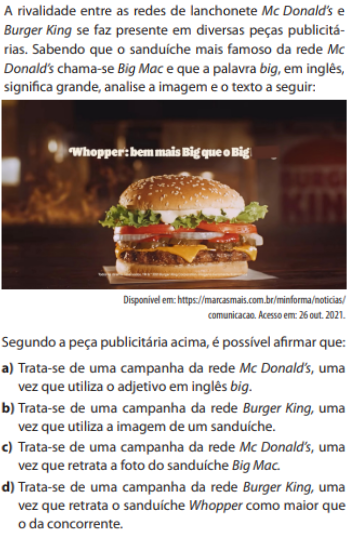 A rivalidade entre as redes de lanchonete Mc Donald's e
Burger King se faz presente em diversas peças publicitá-
rias. Sabendo que o sanduíche mais famoso da rede Mc
Donald's chama-se Big Mac e que a palavra big, em inglês,
significa grande, analise a imagem e o texto a seguir:
Whopper: bem mais Big que o Big
KIN
Disponível em: https://marcasmais.com.br/minforma/noticias/
comunicacao. Acesso em: 26 out. 2021.
Segundo a peça publicitária acima, é possível afirmar que:
a) Trata-se de uma campanha da rede Mc Donald's, uma
vez que utiliza o adjetivo em inglês big.
b) Trata-se de uma campanha da rede Burger King, uma
vez que utiliza a imagem de um sanduíche.
c) Trata-se de uma campanha da rede Mc Donald's, uma
vez que retrata a foto do sanduíche Big Mac.
d) Trata-se de uma campanha da rede Burger King, uma
vez que retrata o sanduíche Whopper como maior que
o da concorrente.